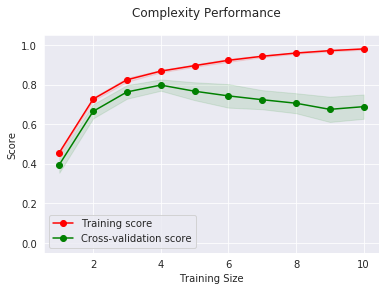 Complexity Performance
1.0
0.8
0.6
0.4
0.2
0.0
Score
Training score
Cross-validation score
2 4 6 8 10
Training Size